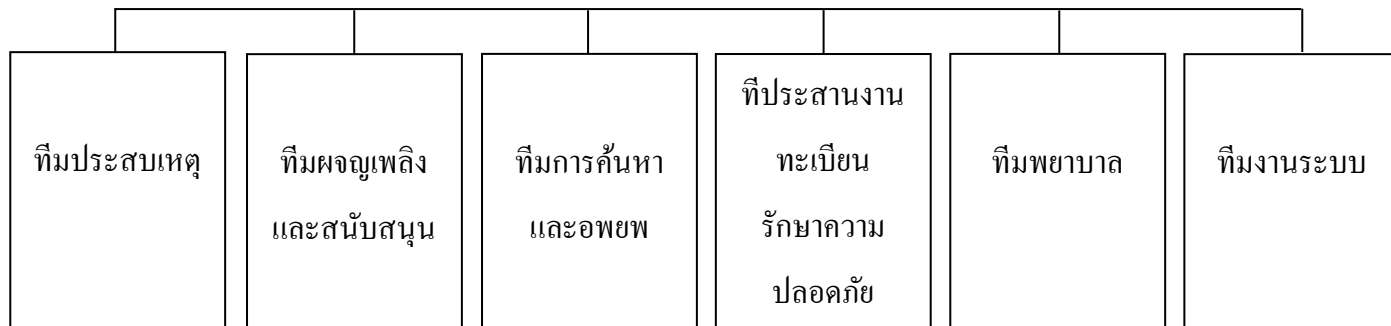 ทีมประสบเหตุ
ทีมผจญเพลิง
และสนับสนุน
ทีมการค้นหา
และอพยพ
ทีประสานงาน
ทะเบียน
รักษาความ
ปลอดภัย
ทีมพยาบาล
ทีมงานระบบ